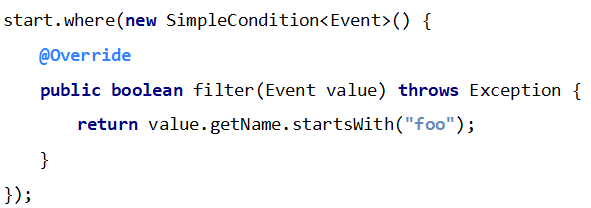 start.where(new SimpleCondition<Event>() {
    @Override
    public boolean filter(Event value) throws Exception {
        return value.getName.startsWith("foo");
    }
});